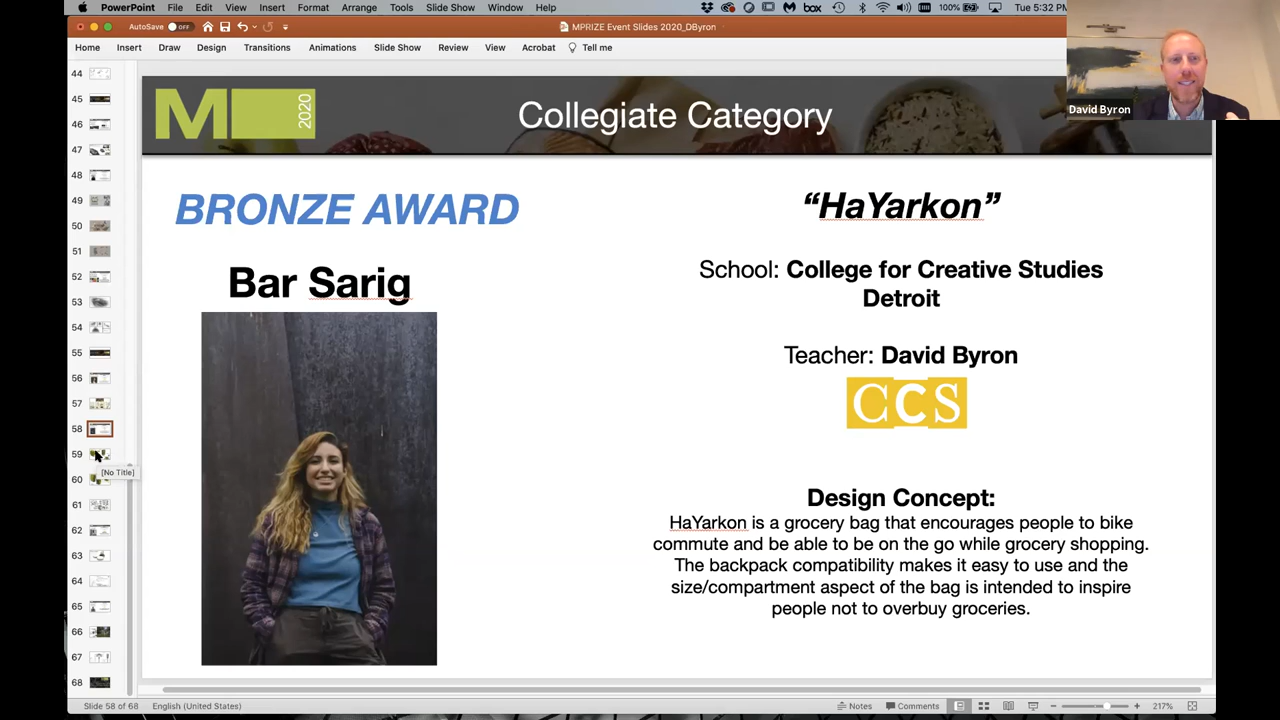 PowerPoint File Edit View Insert Format Arrange Tools Slide Show Window Help
box 100% Tue 5:32 PM
AutoSave OFF
MPRIZE Event Slides 2020_DByron
Home Insert Draw Design Transitions Animations Slide Show Review View Acrobat Tell me
David Byron
44
45
46
47
48
49
50
51
52
53
54
55
56
57
58
59
[No Title]
60
61
62
63
64
65
66
67
68
M 2020
Collegiate Category
BRONZE AWARD
Bar Sarig
“HaYarkon”
School: College for Creative Studies
Detroit
Teacher: David Byron
CCS
Design Concept:
HaYarkon is a grocery bag that encourages people to bike
commute and be able to be on the go while grocery shopping.
The backpack compatibility makes it easy to use and the
size/compartment aspect of the bag is intended to inspire
people not to overbuy groceries.
Slide 58 of 68 English (United States) Notes Comments 217%